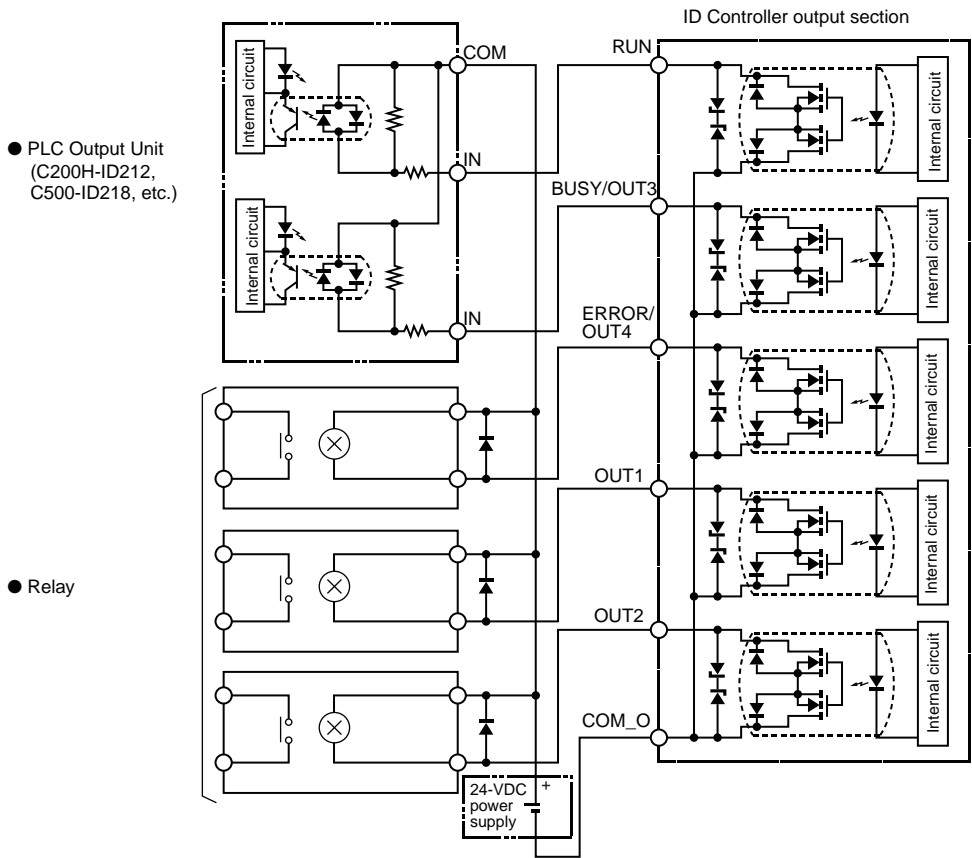 ID Controller output section
RUN
COM
Internal circuit
Internal circuit
● PLC Output Unit
(C200H-ID212,
C500-ID218, etc.)
IN
BUSY/OUT3
Internal circuit
Internal circuit
IN
ERROR/
OUT4
Internal circuit
OUT1
Internal circuit
● Relay
OUT2
Internal circuit
COM_O
24-VDC
power
supply
+